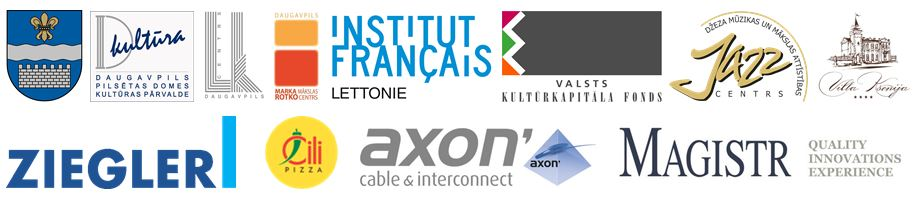 Kultūra
DAUGAVPILS
PILSĒTAS DOMES
KULTŪRAS PĀRVALDE
DAUGAVPILS
DAUGAVPILS
MARKA ROTKO
MĀKSLAS CENTRS
INSTITUT
FRANÇAIS
LETTONIE
VALSTS
KULTŪRKAPITĀLA FONDS
DŽEZA MŪZIKAS UN MĀKSLAS ATTĪSTĪBAS
JAZZ
CENTRS
Villa Ksenija
ZIEGLER
Čili
PIZZA
axon'
cable & interconnect
axon'
MAGISTR
QUALITY
INNOVATIONS
EXPERIENCE